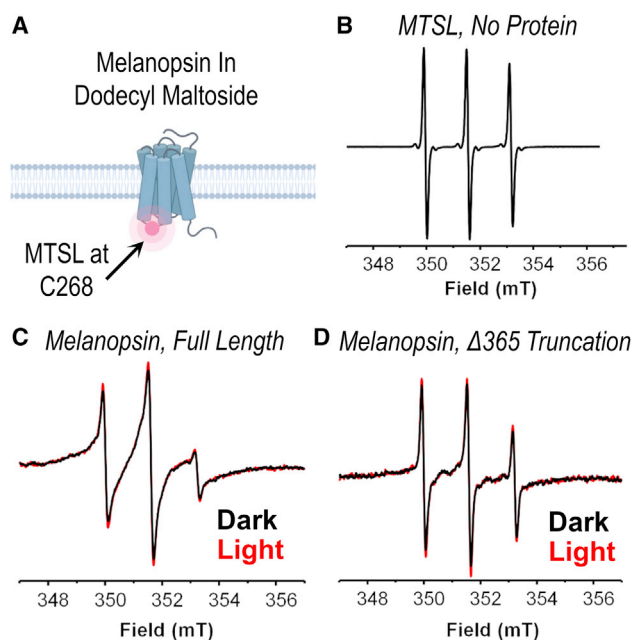 A
Melanopsin In
Dodecyl Maltoside
MTSL at
C268
B
MTSL, No Protein
348 350 352 354 356
Field (mT)
C
Melanopsin, Full Length
Dark
Light
348 350 352 354 356
Field (mT)
D
Melanopsin, Δ365 Truncation
Dark
Light
348 350 352 354 356
Field (mT)